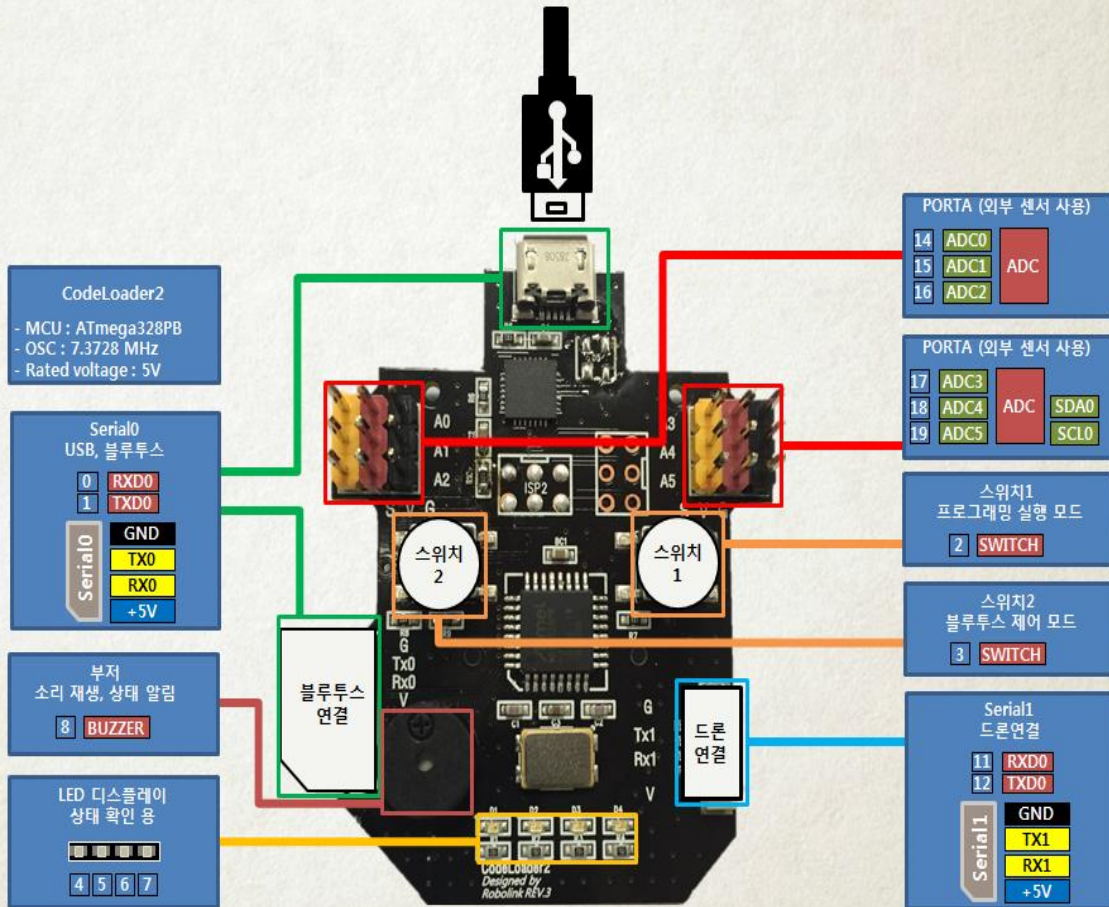 CodeLoader2
- MCU : ATmega328PB
- OSC : 7.3728 MHz
- Rated voltage : 5V
Serial0
USB, 블루투스
0 RXD0
1 TXD0
Serial0
GND
TX0
RX0
+5V
부저
소리 재생, 상태 알림
8 BUZZER
LED 디스플레이
상태 확인 용
4 5 6 7
A0
A1
A2
S V G
ISP2
A4
A5
스위치
2
스위치
1
G
Tx0
Rx0
V
블루투스
연결
G
Tx1
Rx1
V
드론
연결
C1
C2
D1 D2 D3 D4
CodeLoader2
Designed by
Robolink REV.3
PORTA (외부 센서 사용)
14 ADC0
15 ADC1
16 ADC2
ADC
PORTA (외부 센서 사용)
17 ADC3
18 ADC4
19 ADC5
ADC
SDA0
SCL0
스위치1
프로그래밍 실행 모드
2 SWITCH
스위치2
블루투스 제어 모드
3 SWITCH
Serial1
드론연결
11 RXD0
12 TXD0
Serial1
GND
TX1
RX1
+5V